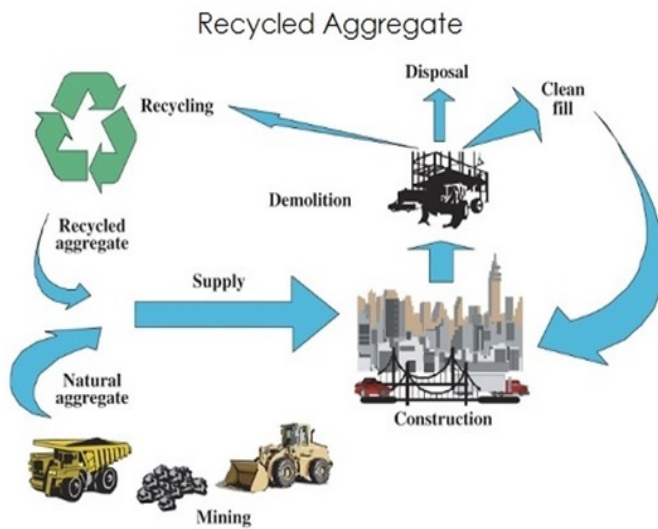 Recycled Aggregate
Disposal
Clean
fill
Recycling
Demolition
Recycled
aggregate
Supply
Natural
aggregate
Construction
Mining